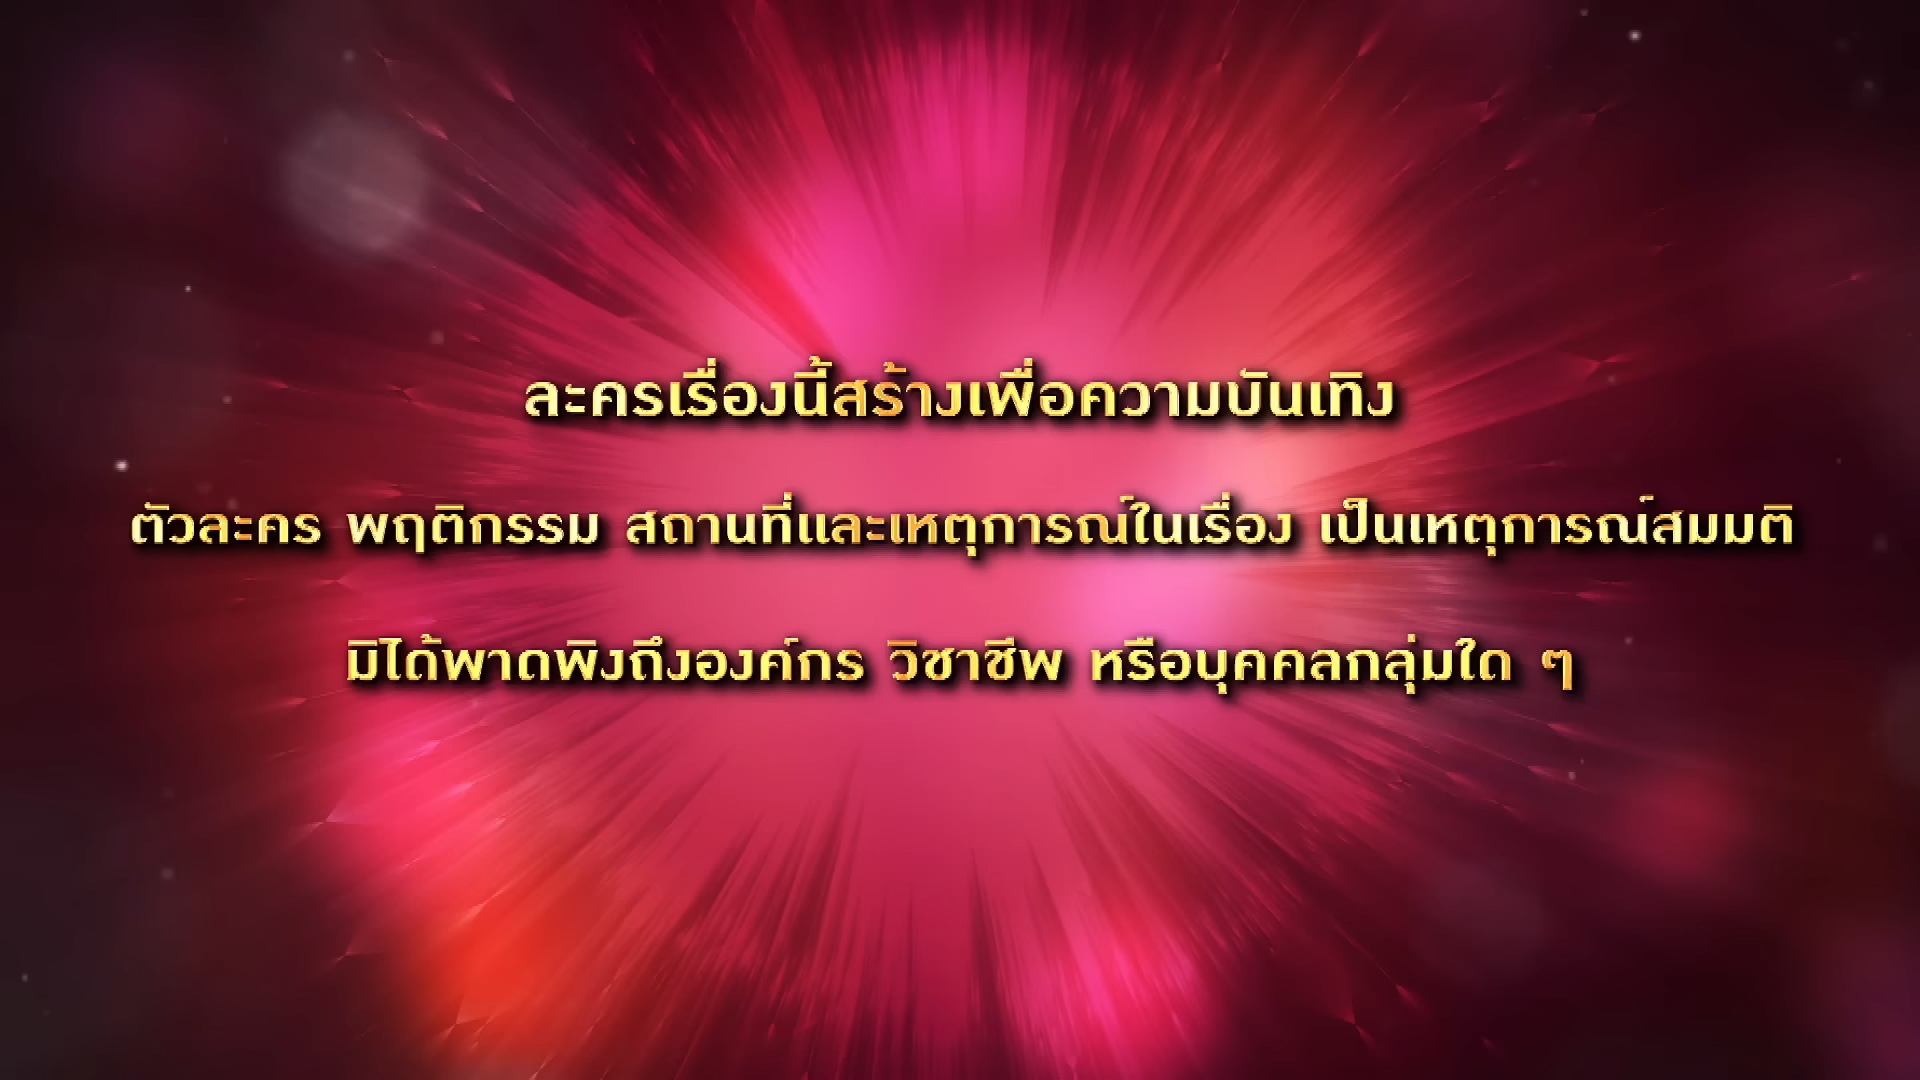 ละครเรื่องนี้สร้างเพื่อความบันเทิง
ตัวละคร พฤติกรรม สถานที่และเหตุการณ์ในเรื่อง เป็นเหตุการณ์สมมติ
มิได้พาดพิงถึงองค์กร วิชาชีพ หรือบุคคลกลุ่มใด ๆ